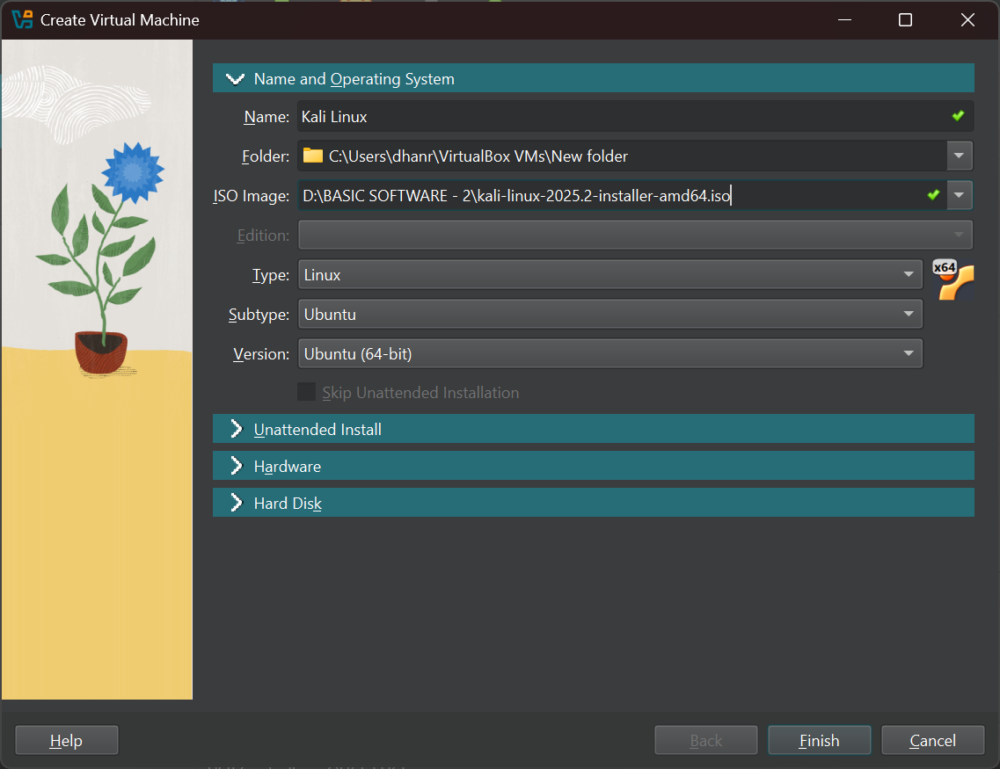 Create Virtual Machine
Name and Operating System
Name: Kali Linux
Folder: C:\Users\dhanr\VirtualBox VMs\New folder
ISO Image: D:\BASIC SOFTWARE - 2\kali-linux-2025.2-installer-amd64.iso
Edition:
Type: Linux
x64
Subtype: Ubuntu
Version: Ubuntu (64-bit)
Skip Unattended Installation
Unattended Install
Hardware
Hard Disk
Help Back Finish Cancel